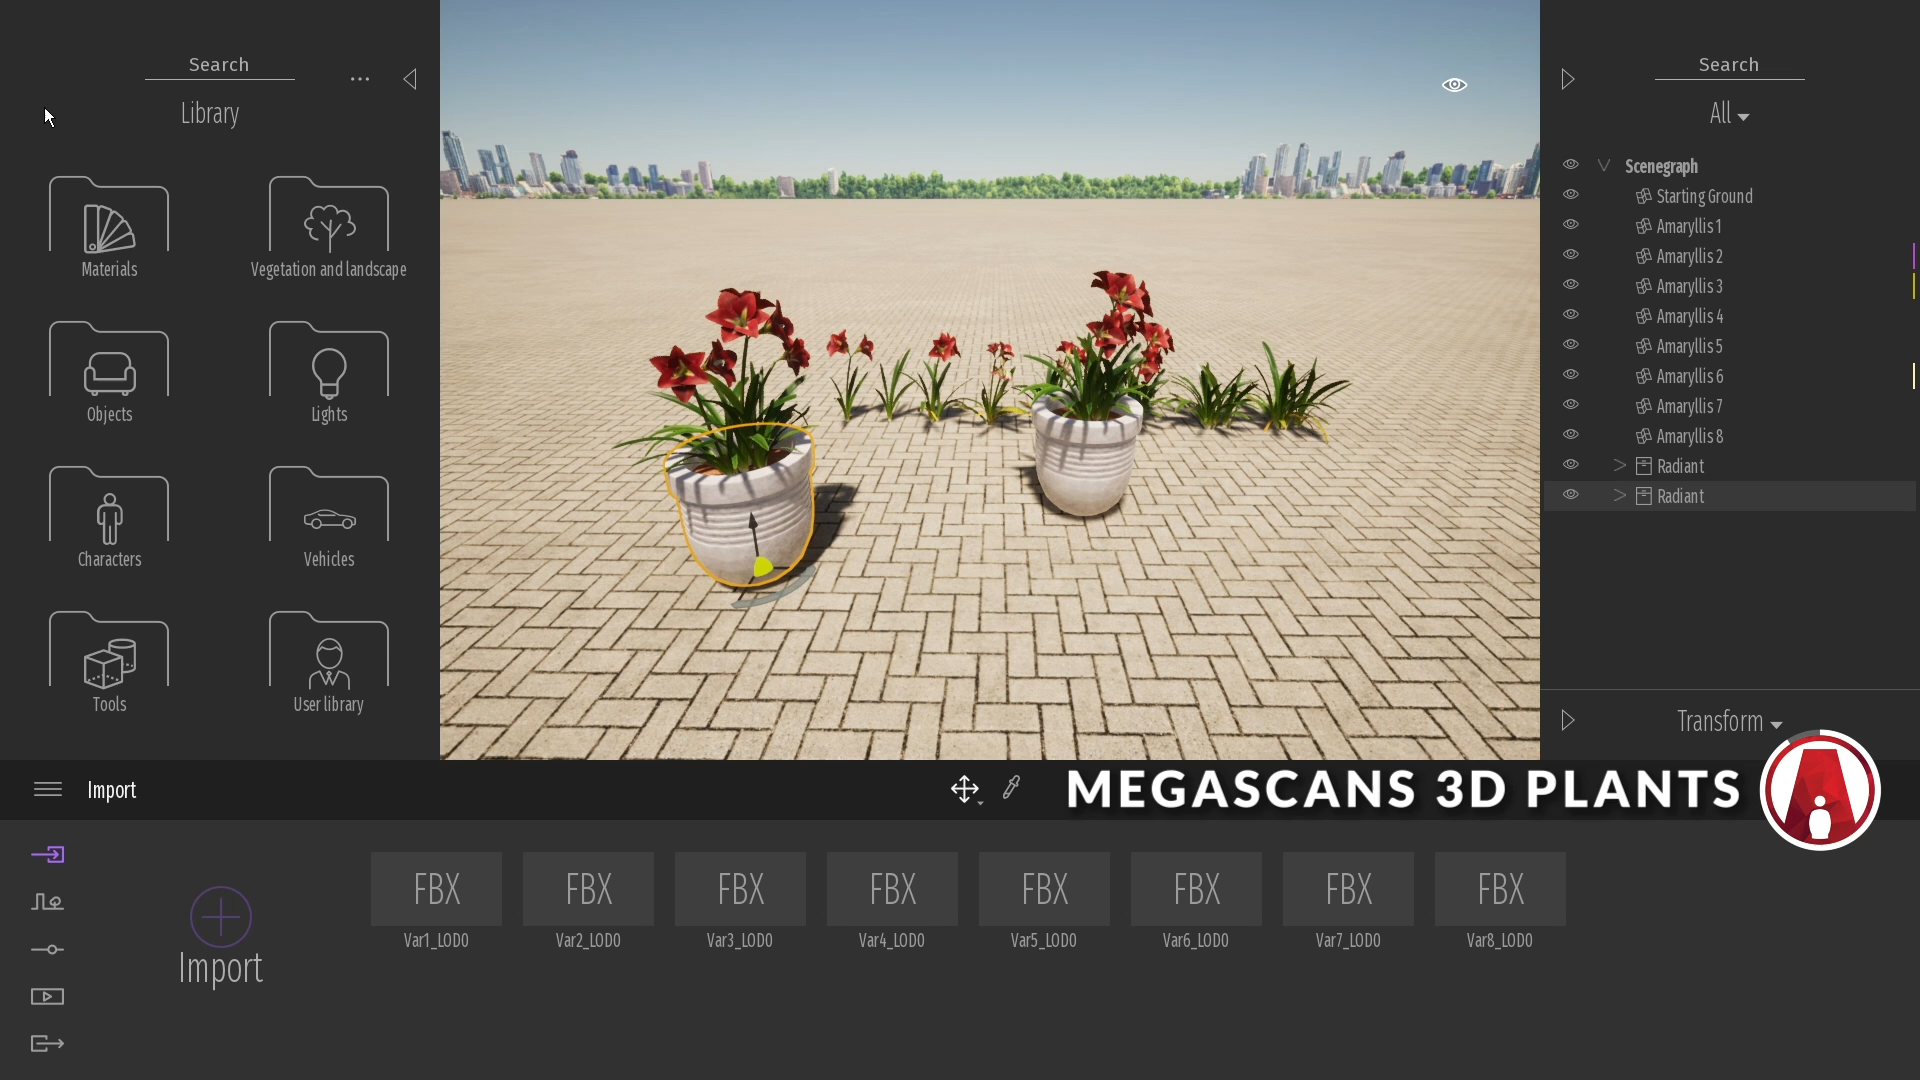 Search
Library
Materials
Vegetation and landscape
Objects
Lights
Characters
Vehicles
Tools
User library
Search
All
Scenegraph
Starting Ground
Amaryllis 1
Amaryllis 2
Amaryllis 3
Amaryllis 4
Amaryllis 5
Amaryllis 6
Amaryllis 7
Amaryllis 8
Radiant
Radiant
Transform
Import
MEGASCANS 3D PLANTS
Import
FBX FBX FBX FBX FBX FBX FBX FBX
Var1_LOD0 Var2_LOD0 Var3_LOD0 Var4_LOD0 Var5_LOD0 Var6_LOD0 Var7_LOD0 Var8_LOD0